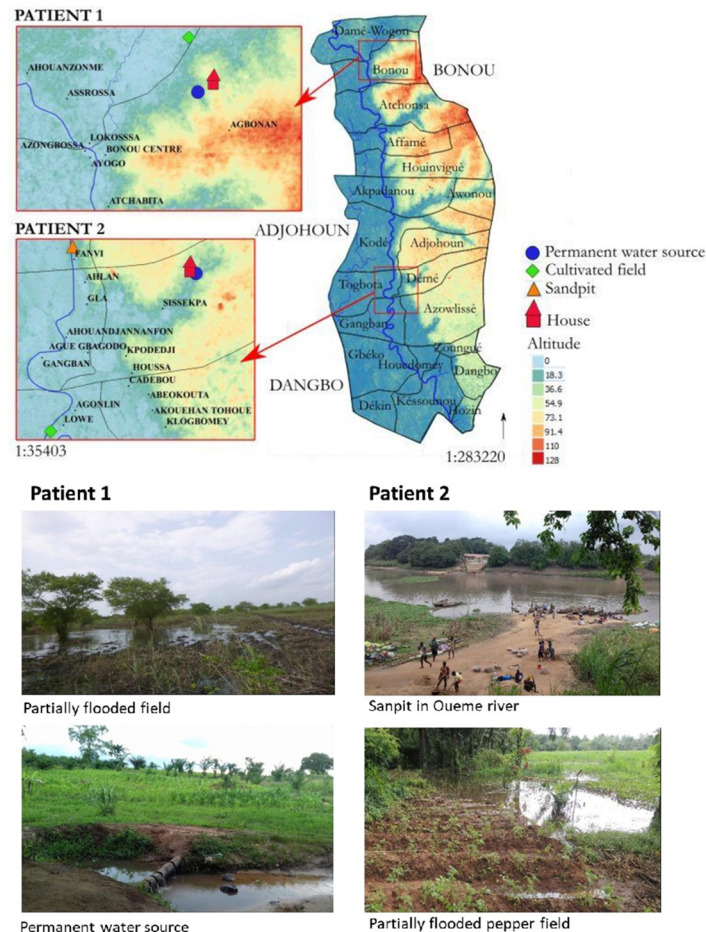 PATIENT 1
AHOUANZONME
ASSROSSA
LOKOSSSA
AZONGBOSSA
BONOU CENTRE
AYOGO
AGBONAN
ATCHABITA
PATIENT 2
FANVI
AHLAN
GLA
SISSEKPA
AHOUANDJANNANFON
AGUE GBAGODO
KPODEDJI
GANGBAN
HOUSSA
CADEBOU
ABEOKOUTA
AGONLIN
AKOUEHAN TOHOUE
LOWE
KLOGBOMEY
1:35403
Damé-Wogon
Bonou
BONOU
Atchonsa
Affamé
Houinviguè
Akpadanou
Awonou
ADJOHOUN
Kodé
Adjohoun
Démé
Togbota
Azowlissè
Gangban
Zoungué
Gbéko
Houedomey
Dangbo
DANGBO
Dékin
Késsounou
Hozin
1:283220
Permanent water source
Cultivated field
Sandpit
House
Altitude
0
18.3
36.6
54.9
73.1
91.4
110
128
Patient 1
Patient 2
Partially flooded field
Sanpit in Oueme river
Permanent water source
Partially flooded pepper field